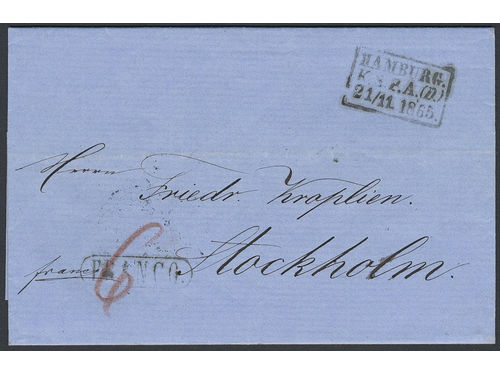 HAMBURG.
K.S.P.A.(D.)
21/11.1865.
Herrn Friedr. Kroplien.
franco FRANCO. Stockholm.
6